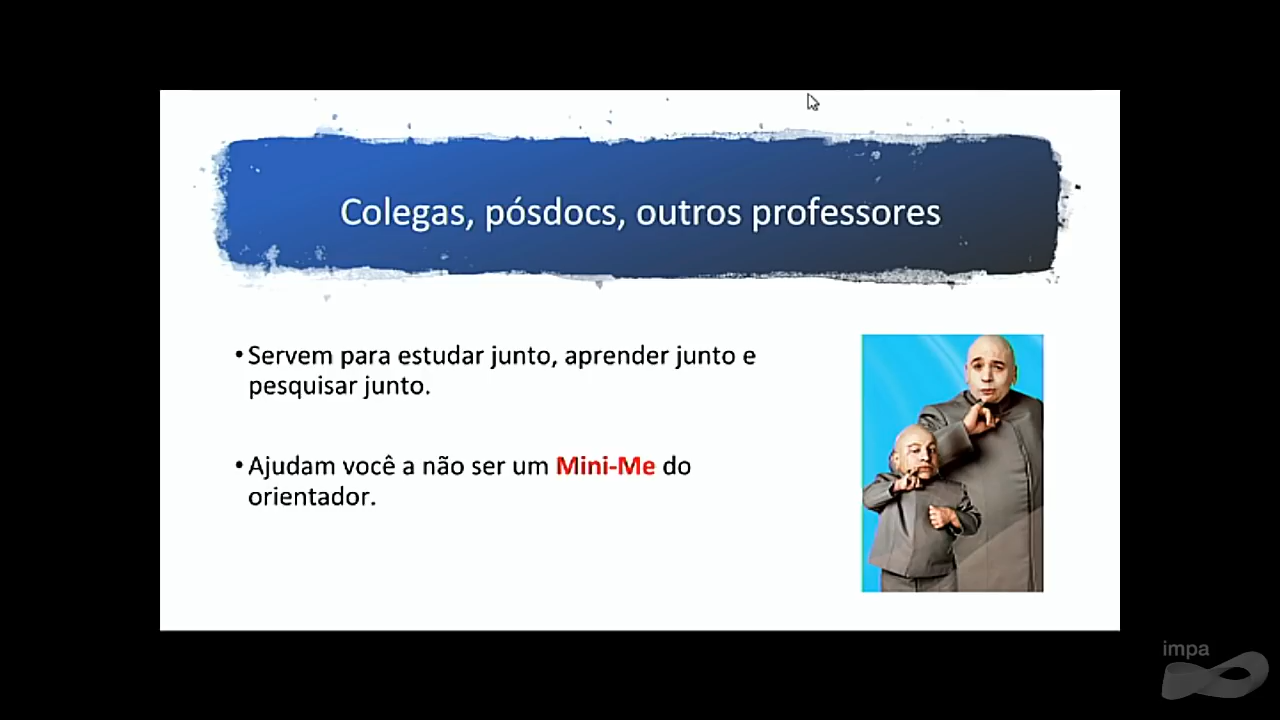 Colegas, pósdocs, outros professores
•Servem para estudar junto, aprender junto e
pesquisar junto.
•Ajudam você a não ser um Mini-Me do
orientador.
impa